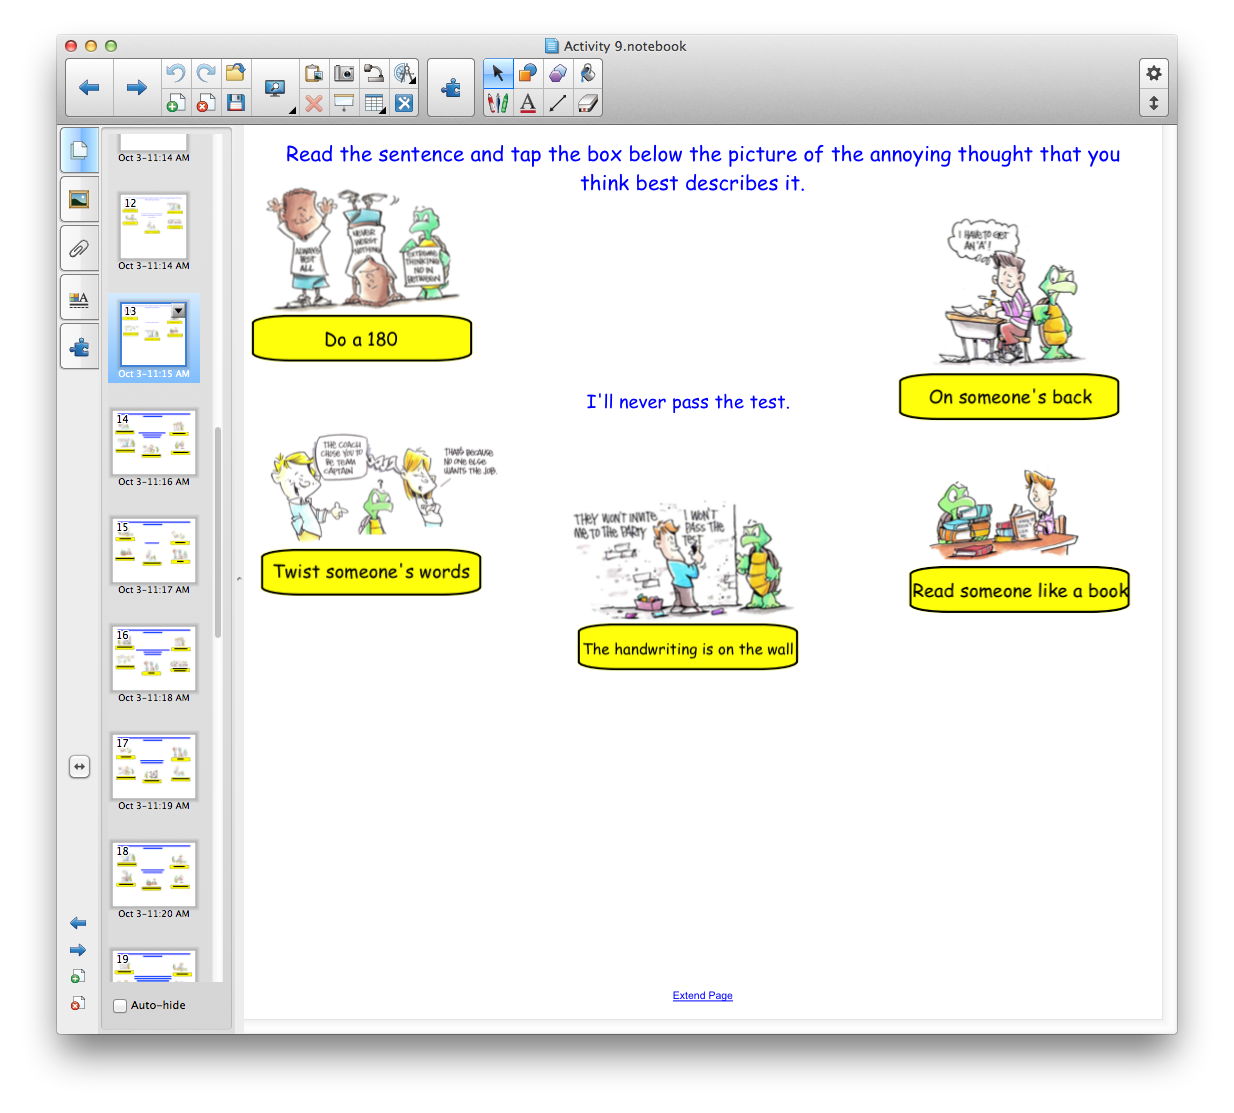 Activity 9.notebook
Oct 3-11:14 AM
12
Oct 3-11:14 AM
13
Oct 3-11:15 AM
14
Oct 3-11:16 AM
15
Oct 3-11:17 AM
16
Oct 3-11:18 AM
17
Oct 3-11:19 AM
18
Oct 3-11:20 AM
19
Auto-hide
Read the sentence and tap the box below the picture of the annoying thought that you
think best describes it.
ALWAYS
BEST
ALL
NEVER
WORST
NOTHING
EXTREME
THINKING
NO IN
BETWEEN
Do a 180
I HAVE TO GET
AN 'A'!
On someone's back
I'll never pass the test.
THE COACH
CHOSE YOU TO
BE TEAM
CAPTAIN
THAT'S BECAUSE
NO ONE ELSE
WANTS THE JOB.
?
Twist someone's words
THEY WON'T INVITE
ME TO THE PARTY
I WON'T
PASS THE
TEST
The handwriting is on the wall
Read someone like a book
Extend Page